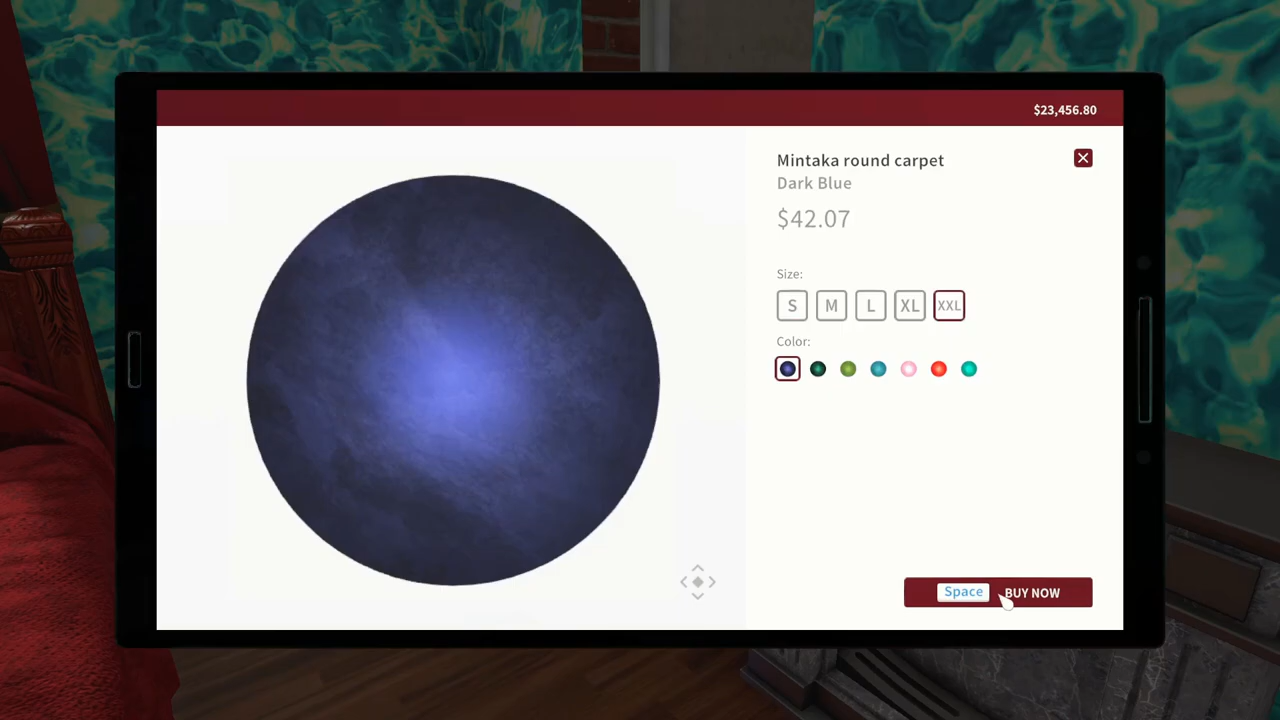 $23,456.80
Mintaka round carpet
Dark Blue
$42.07
Size:
S M L XL XXL
Color:
Space BUY NOW